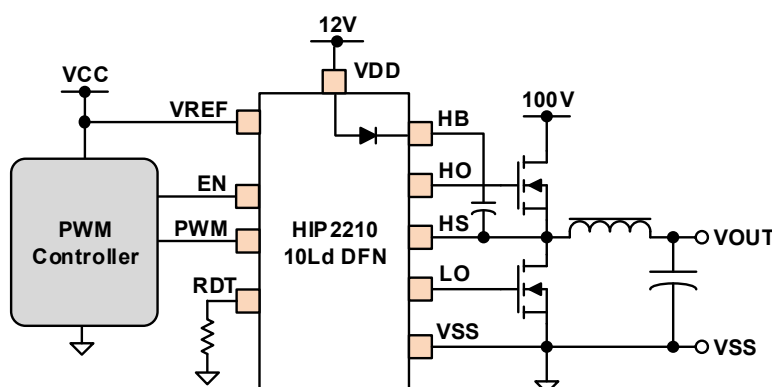 12V
VDD
VCC
VREF
EN
PWM
RDT
PWM
Controller
HIP2210
10Ld DFN
HB
HO
HS
LO
VSS
100V
VOUT
VSS